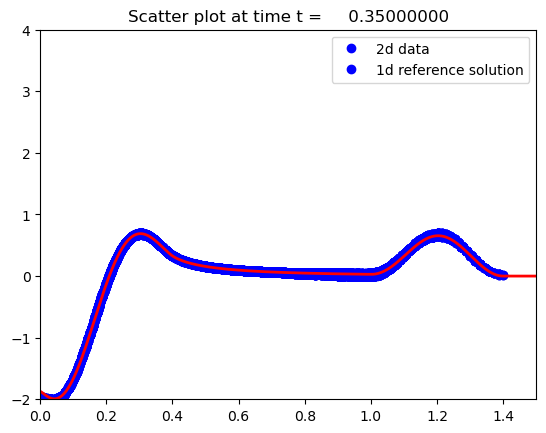 Scatter plot at time t = 0.35000000
4
2d data
1d reference solution
3
2
1
0
−1
−2
0.0 0.2 0.4 0.6 0.8 1.0 1.2 1.4